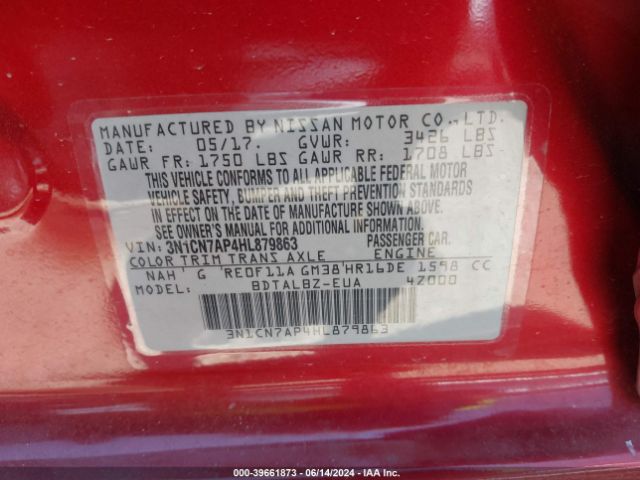 MANUFACTURED BY NISSAN MOTOR CO.,LTD.
DATE: 05/17. GVWR: 3426 LBS
GAWR FR: 1750 LBS GAWR RR: 1708 LBS
THIS VEHICLE CONFORMS TO ALL APPLICABLE FEDERAL MOTOR
VEHICLE SAFETY, BUMPER AND THEFT PREVENTION STANDARDS
IN EFFECT ON THE DATE OF MANUFACTURE SHOWN ABOVE.
SEE OWNER'S MANUAL FOR ADDITIONAL INFORMATION.
VIN: 3N1CN7AP4HL879863 PASSENGER CAR.
COLOR TRIM TRANS AXLE ENGINE
NAH G RE0F11A GM38 HR16DE 1598 CC
MODEL: BDTALBZ-EUA 42000
3N1CN7AP4HL879863
000-39661873 - 06/14/2024 - IAA Inc.